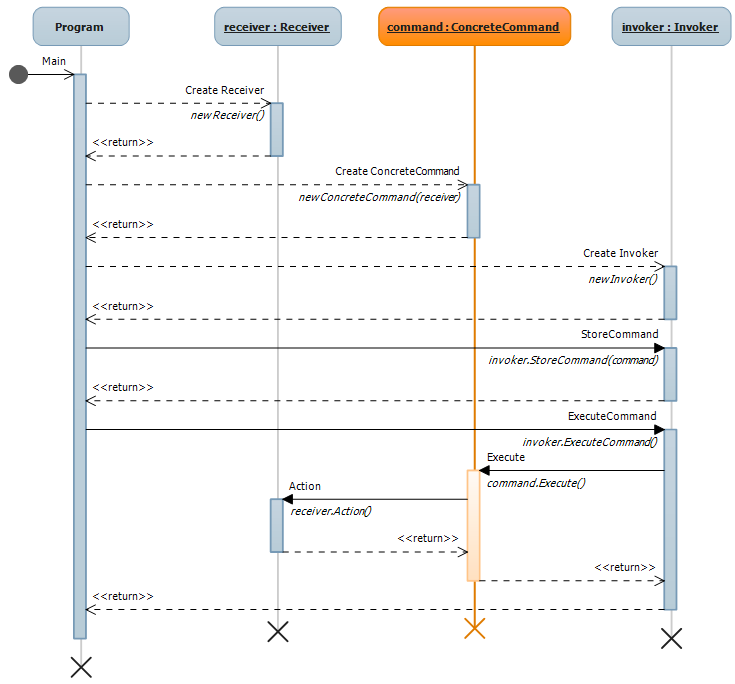 Program
receiver : Receiver
command : ConcreteCommand
invoker : Invoker
Main
Create Receiver
newReceiver()
<<return>>
Create ConcreteCommand
newConcreteCommand(receiver)
<<return>>
Create Invoker
newInvoker()
<<return>>
StoreCommand
invoker.StoreCommand(command)
<<return>>
ExecuteCommand
invoker.ExecuteCommand()
Execute
command.Execute()
Action
receiver.Action()
<<return>>
<<return>>
<<return>>